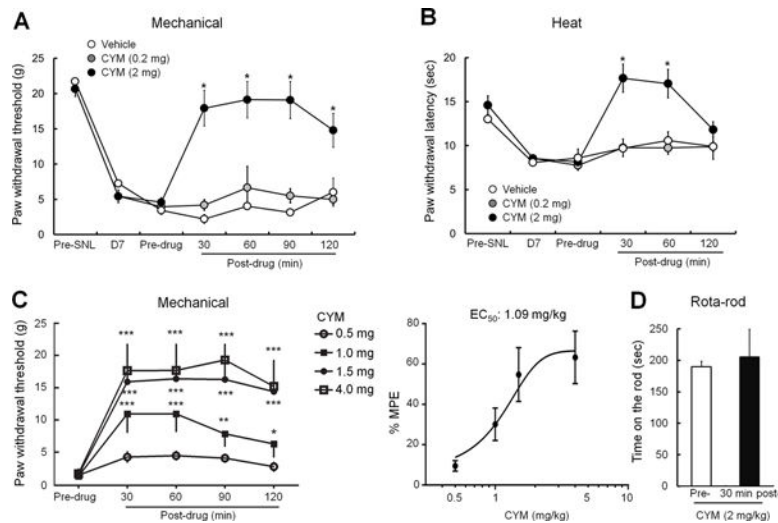 A
Mechanical
Vehicle
CYM (0.2 mg)
CYM (2 mg)
Paw withdrawal threshold (g)
25
20
15
10
5
0
* * * *
Pre-SNL D7 Pre-drug 30 60 90 120
Post-drug (min)
B
Heat
Paw withdrawal latency (sec)
20
15
10
5
0
* *
Vehicle
CYM (0.2 mg)
CYM (2 mg)
Pre-SNL D7 Pre-drug 30 60 120
Post-drug (min)
C
Mechanical
CYM
0.5 mg
1.0 mg
1.5 mg
4.0 mg
Paw withdrawal threshold (g)
25
20
15
10
5
0
*** *** *** ***
*** *** *** ***
*** *** ** *
Pre-drug 30 60 90 120
Post-drug (min)
EC50: 1.09 mg/kg
% MPE
80
60
40
20
0
0.5 1 5 10
CYM (mg/kg)
D
Rota-rod
Time on the rod (sec)
250
200
150
100
50
0
Pre- 30 min post-
CYM (2 mg/kg)